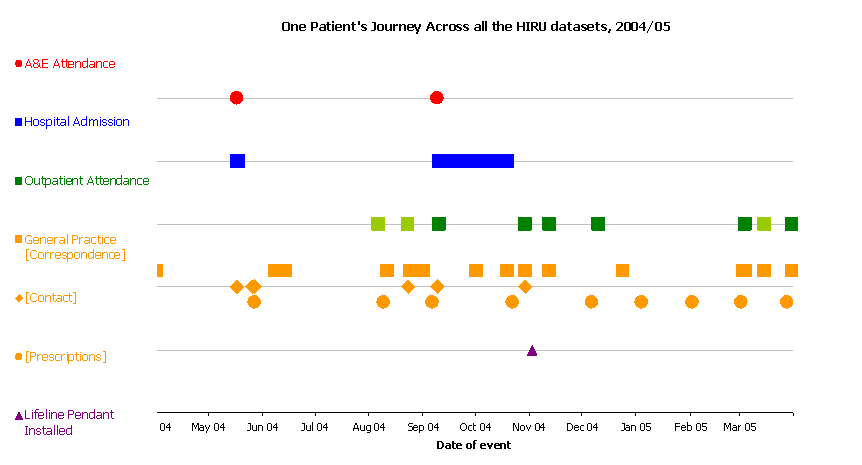 One Patient's Journey Across all the HIRU datasets, 2004/05
A&E Attendance
Hospital Admission
Outpatient Attendance
General Practice
[Correspondence]
[Contact]
[Prescriptions]
Lifeline Pendant
Installed
04 May 04 Jun 04 Jul 04 Aug 04 Sep 04 Oct 04 Nov 04 Dec 04 Jan 05 Feb 05 Mar 05
Date of event